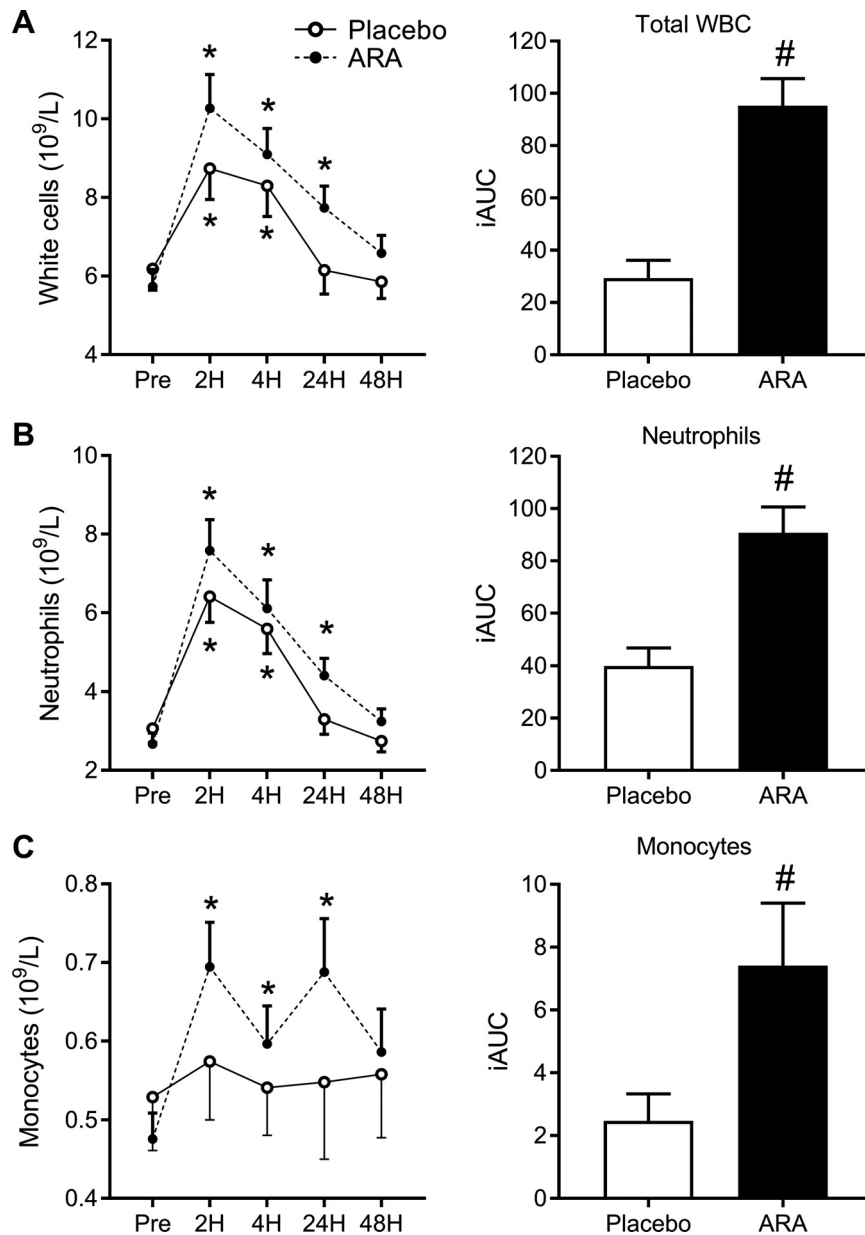 A
Placebo
ARA
White cells (10⁹/L)
12
10
8
6
4
* * *
* *
Pre 2H 4H 24H 48H
Total WBC
iAUC
120
100
80
60
40
20
0
#
Placebo ARA
B
Neutrophils (10⁹/L)
10
8
6
4
2
* * *
* *
Pre 2H 4H 24H 48H
Neutrophils
iAUC
120
100
80
60
40
20
0
#
Placebo ARA
C
Monocytes (10⁹/L)
0.8
0.7
0.6
0.5
0.4
* * *
Pre 2H 4H 24H 48H
Monocytes
iAUC
10
8
6
4
2
0
#
Placebo ARA